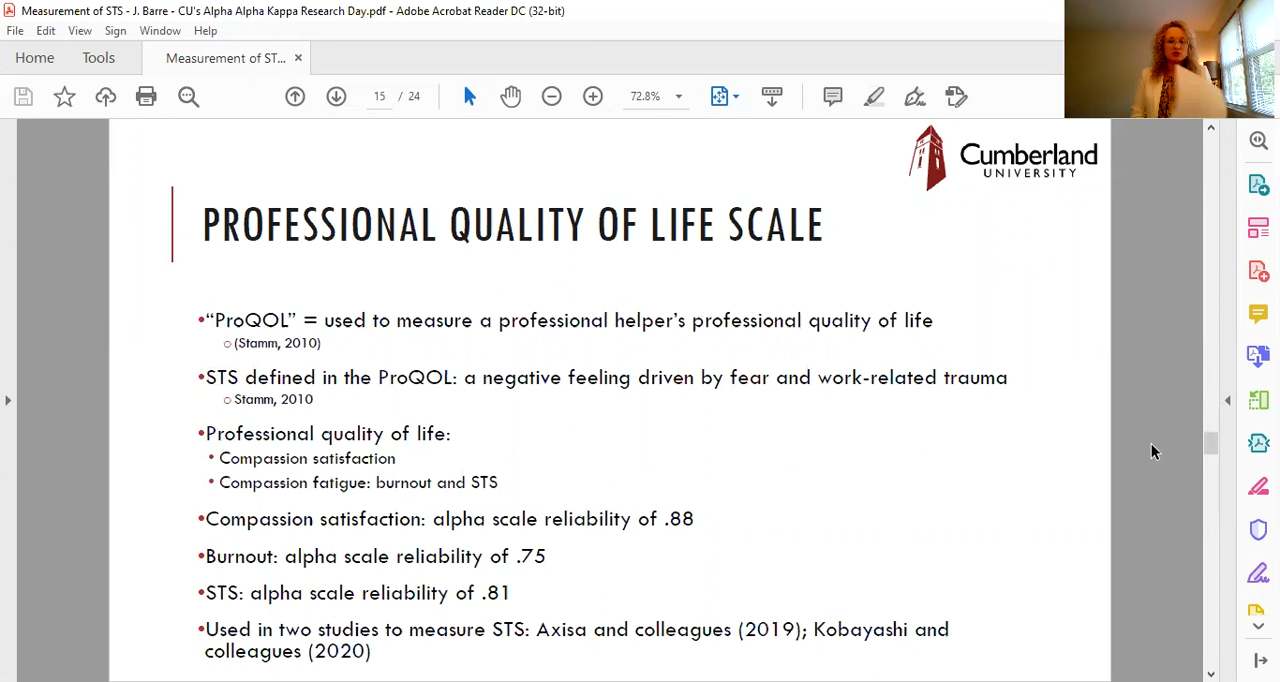 Measurement of STS - J. Barre - CU's Alpha Alpha Kappa Research Day.pdf - Adobe Acrobat Reader DC (32-bit)
File Edit View Sign Window Help
Home Tools Measurement of ST... ×
15 / 24 72.8%
Cumberland
UNIVERSITY
PROFESSIONAL QUALITY OF LIFE SCALE
•“ProQOL” = used to measure a professional helper’s professional quality of life
○ (Stamm, 2010)
•STS defined in the ProQOL: a negative feeling driven by fear and work-related trauma
○ Stamm, 2010
•Professional quality of life:
• Compassion satisfaction
• Compassion fatigue: burnout and STS
•Compassion satisfaction: alpha scale reliability of .88
•Burnout: alpha scale reliability of .75
•STS: alpha scale reliability of .81
•Used in two studies to measure STS: Axisa and colleagues (2019); Kobayashi and
colleagues (2020)